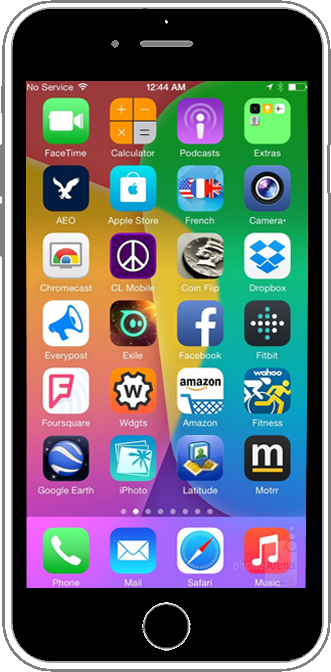 No Service 12:44 AM
FaceTime Calculator Podcasts Extras
AEO Apple Store French Camera+
Chromecast CL Mobile Coin Flip Dropbox
Everypost Exile Facebook Fitbit
W amazon wahoo
Foursquare Wdgts Amazon Fitness
m
Google Earth iPhoto Latitude Motrr
phoneArena
Phone Mail Safari Music